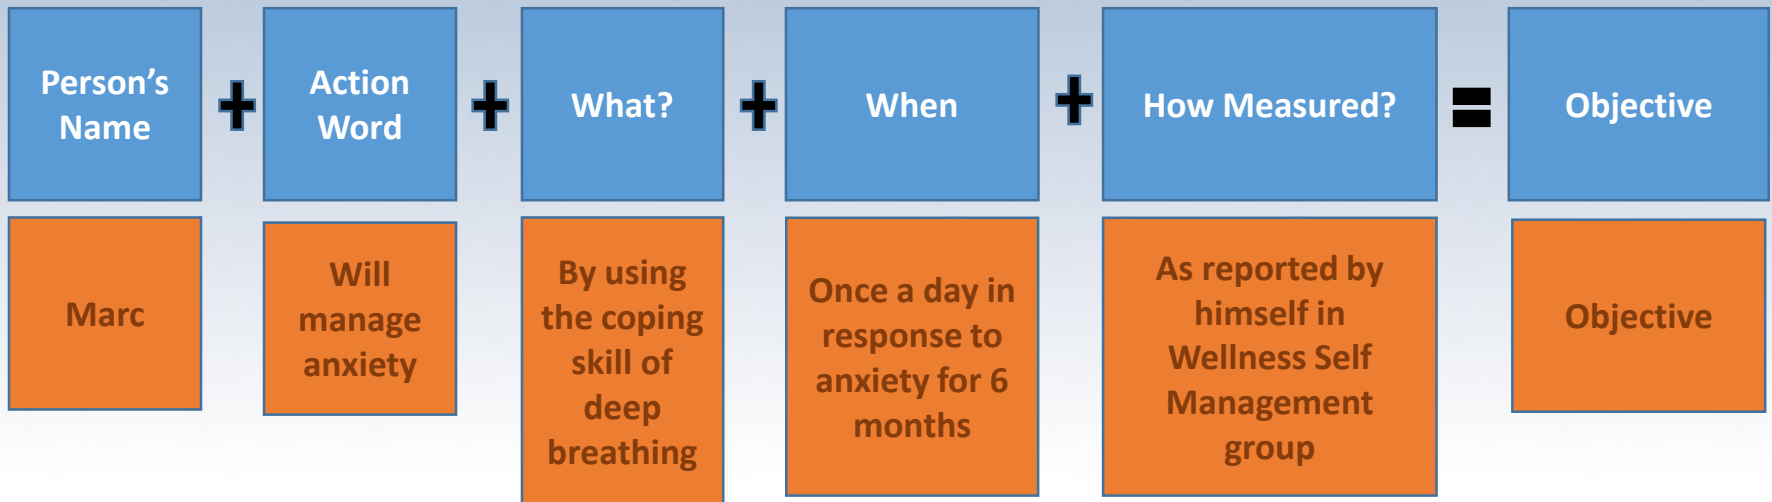 Person's
Name
Action
Word
What?
When
How Measured?
Objective
Marc
Will
manage
anxiety
By using
the coping
skill of
deep
breathing
Once a day in
response to
anxiety for 6
months
As reported by
himself in
Wellness Self
Management
group
Objective